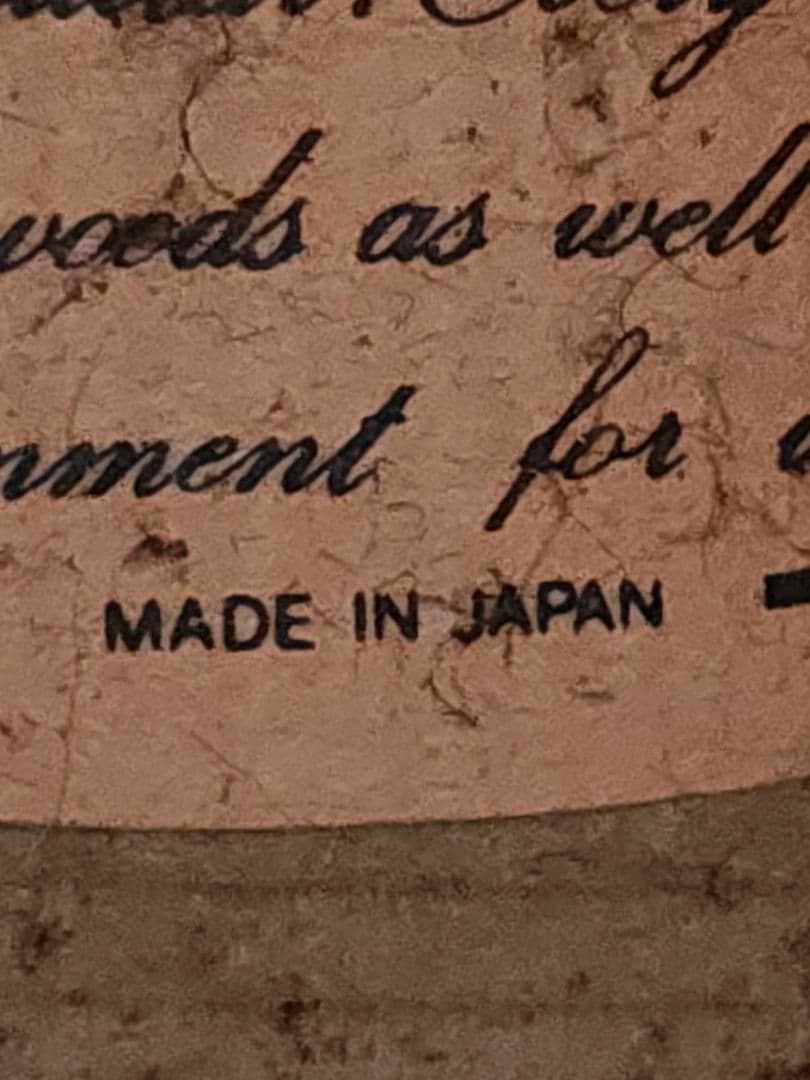 woods as well
nment for
MADE IN JAPAN